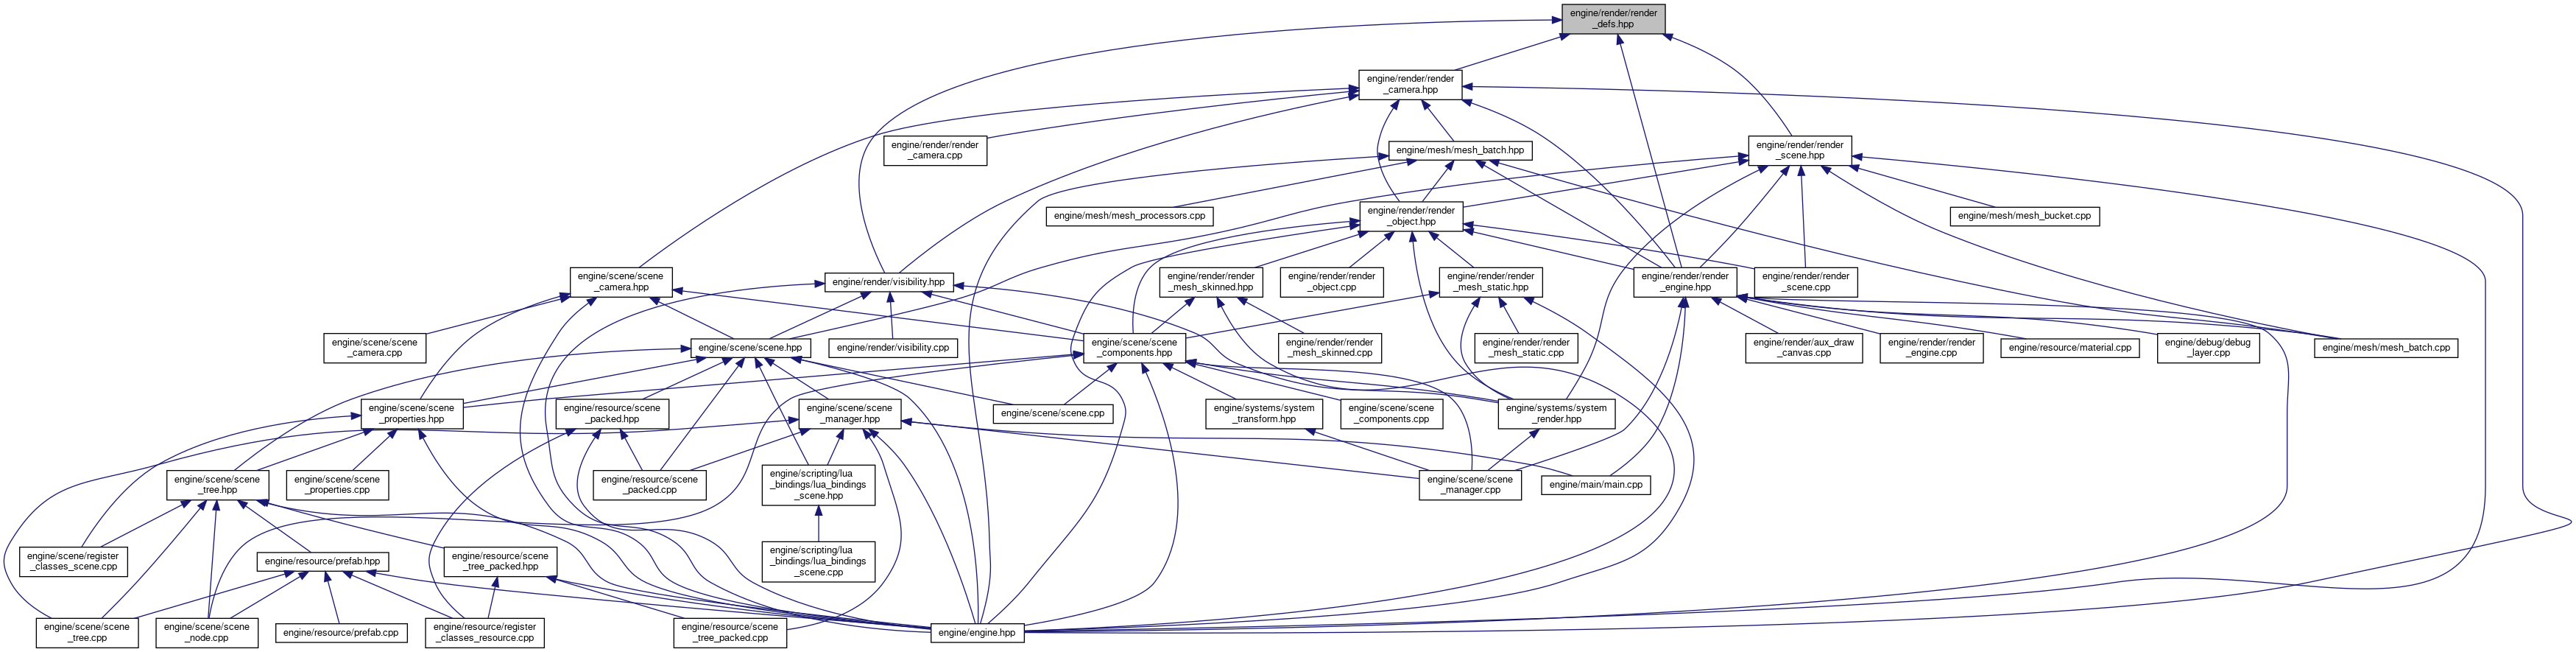 engine/render/render
_defs.hpp
engine/render/render
_camera.hpp
engine/render/render
_camera.cpp
engine/mesh/mesh_batch.hpp
engine/render/render
_scene.hpp
engine/mesh/mesh_processors.cpp
engine/render/render
_object.hpp
engine/mesh/mesh_bucket.cpp
engine/scene/scene
_camera.hpp
engine/render/visibility.hpp
engine/render/render
_mesh_skinned.hpp
engine/render/render
_object.cpp
engine/render/render
_mesh_static.hpp
engine/render/render
_engine.hpp
engine/render/render
_scene.cpp
engine/scene/scene
_camera.cpp
engine/scene/scene.hpp
engine/render/visibility.cpp
engine/scene/scene
_components.hpp
engine/render/render
_mesh_skinned.cpp
engine/render/render
_mesh_static.cpp
engine/render/aux_draw
_canvas.cpp
engine/render/render
_engine.cpp
engine/resource/material.cpp
engine/debug/debug
_layer.cpp
engine/mesh/mesh_batch.cpp
engine/scene/scene
_properties.hpp
engine/resource/scene
_packed.hpp
engine/scene/scene
_manager.hpp
engine/scene/scene.cpp
engine/systems/system
_transform.hpp
engine/scene/scene
_components.cpp
engine/systems/system
_render.hpp
engine/scene/scene
_tree.hpp
engine/scene/scene
_properties.cpp
engine/resource/scene
_packed.cpp
engine/scripting/lua
_bindings/lua_bindings
_scene.hpp
engine/scene/scene
_manager.cpp
engine/main/main.cpp
engine/scene/register
_classes_scene.cpp
engine/resource/prefab.hpp
engine/resource/scene
_tree_packed.hpp
engine/scripting/lua
_bindings/lua_bindings
_scene.cpp
engine/scene/scene
_tree.cpp
engine/scene/scene
_node.cpp
engine/resource/prefab.cpp
engine/resource/register
_classes_resource.cpp
engine/resource/scene
_tree_packed.cpp
engine/engine.hpp